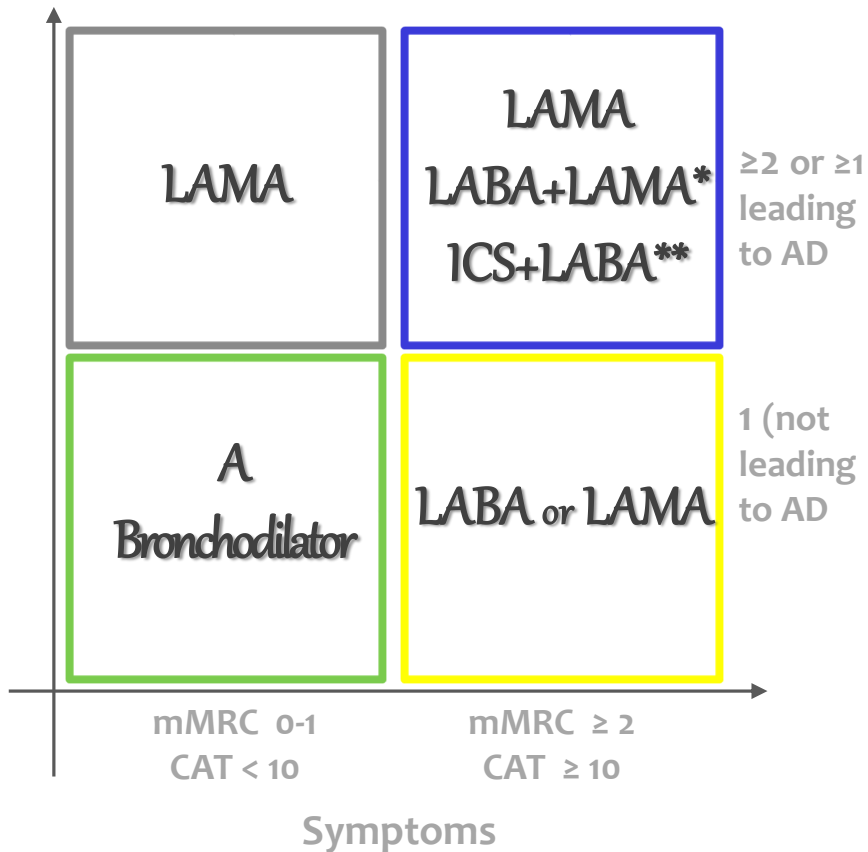 LAMA
LAMA
LABA+LAMA*
ICS+LABA**
≥2 or ≥1
leading
to AD
A
Bronchodilator
LABA or LAMA
1 (not
leading
to AD
mMRC 0-1
CAT < 10
mMRC ≥ 2
CAT ≥ 10
Symptoms